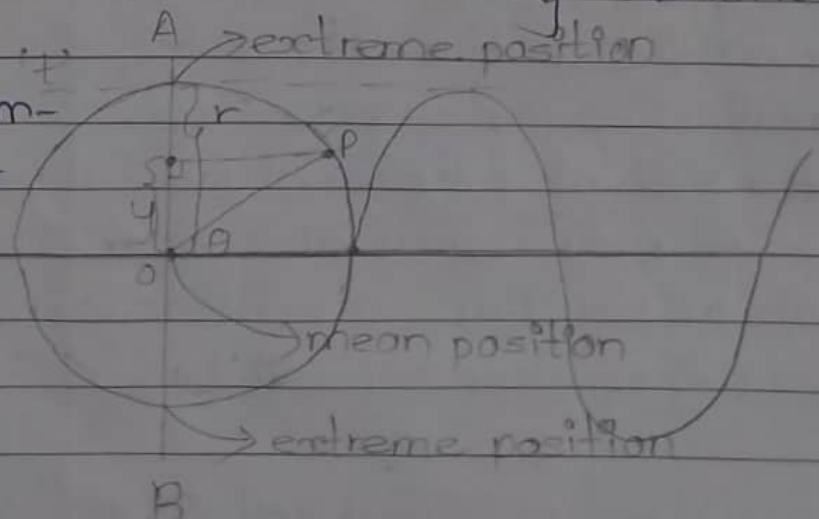 A
extreme position
't'
n-
r
P
S
y
θ
O
mean position
extreme position
B